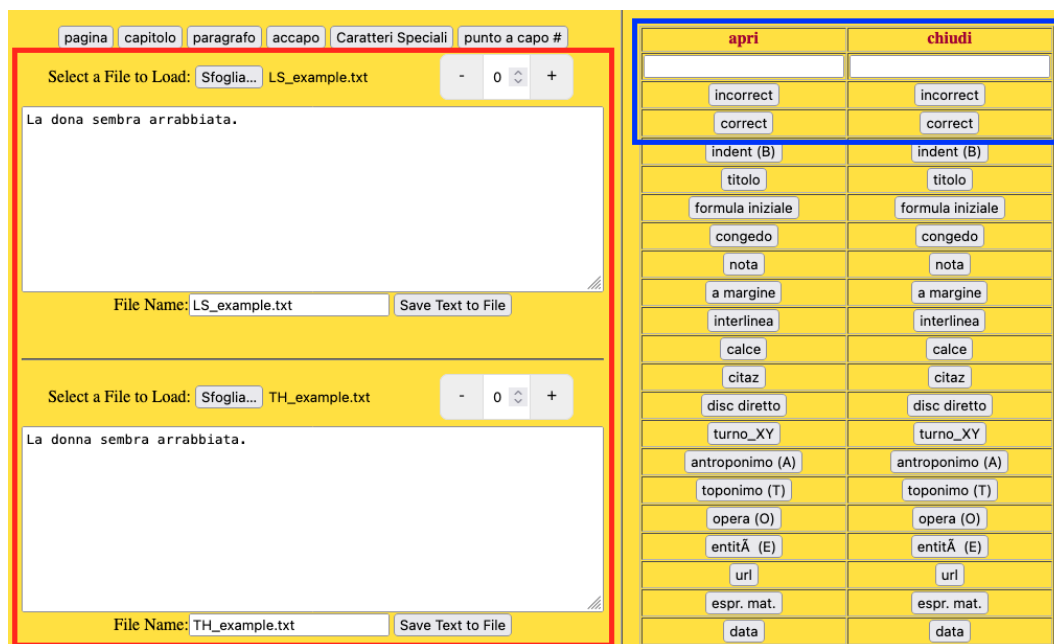 pagina capitolo paragrafo accapo Caratteri Speciali punto a capo #
Select a File to Load: Sfoglia... LS_example.txt - 0 +
La dona sembra arrabbiata.
File Name: LS_example.txt Save Text to File
Select a File to Load: Sfoglia... TH_example.txt - 0 +
La donna sembra arrabbiata.
File Name: TH_example.txt Save Text to File
apri chiudi
incorrect incorrect
correct correct
indent (B) indent (B)
titolo titolo
formula iniziale formula iniziale
congedo congedo
nota nota
a margine a margine
interlinea interlinea
calce calce
citaz citaz
disc diretto disc diretto
turno_XY turno_XY
antroponimo (A) antroponimo (A)
toponimo (T) toponimo (T)
opera (O) opera (O)
entitÃ (E) entitÃ (E)
url url
espr. mat. espr. mat.
data data